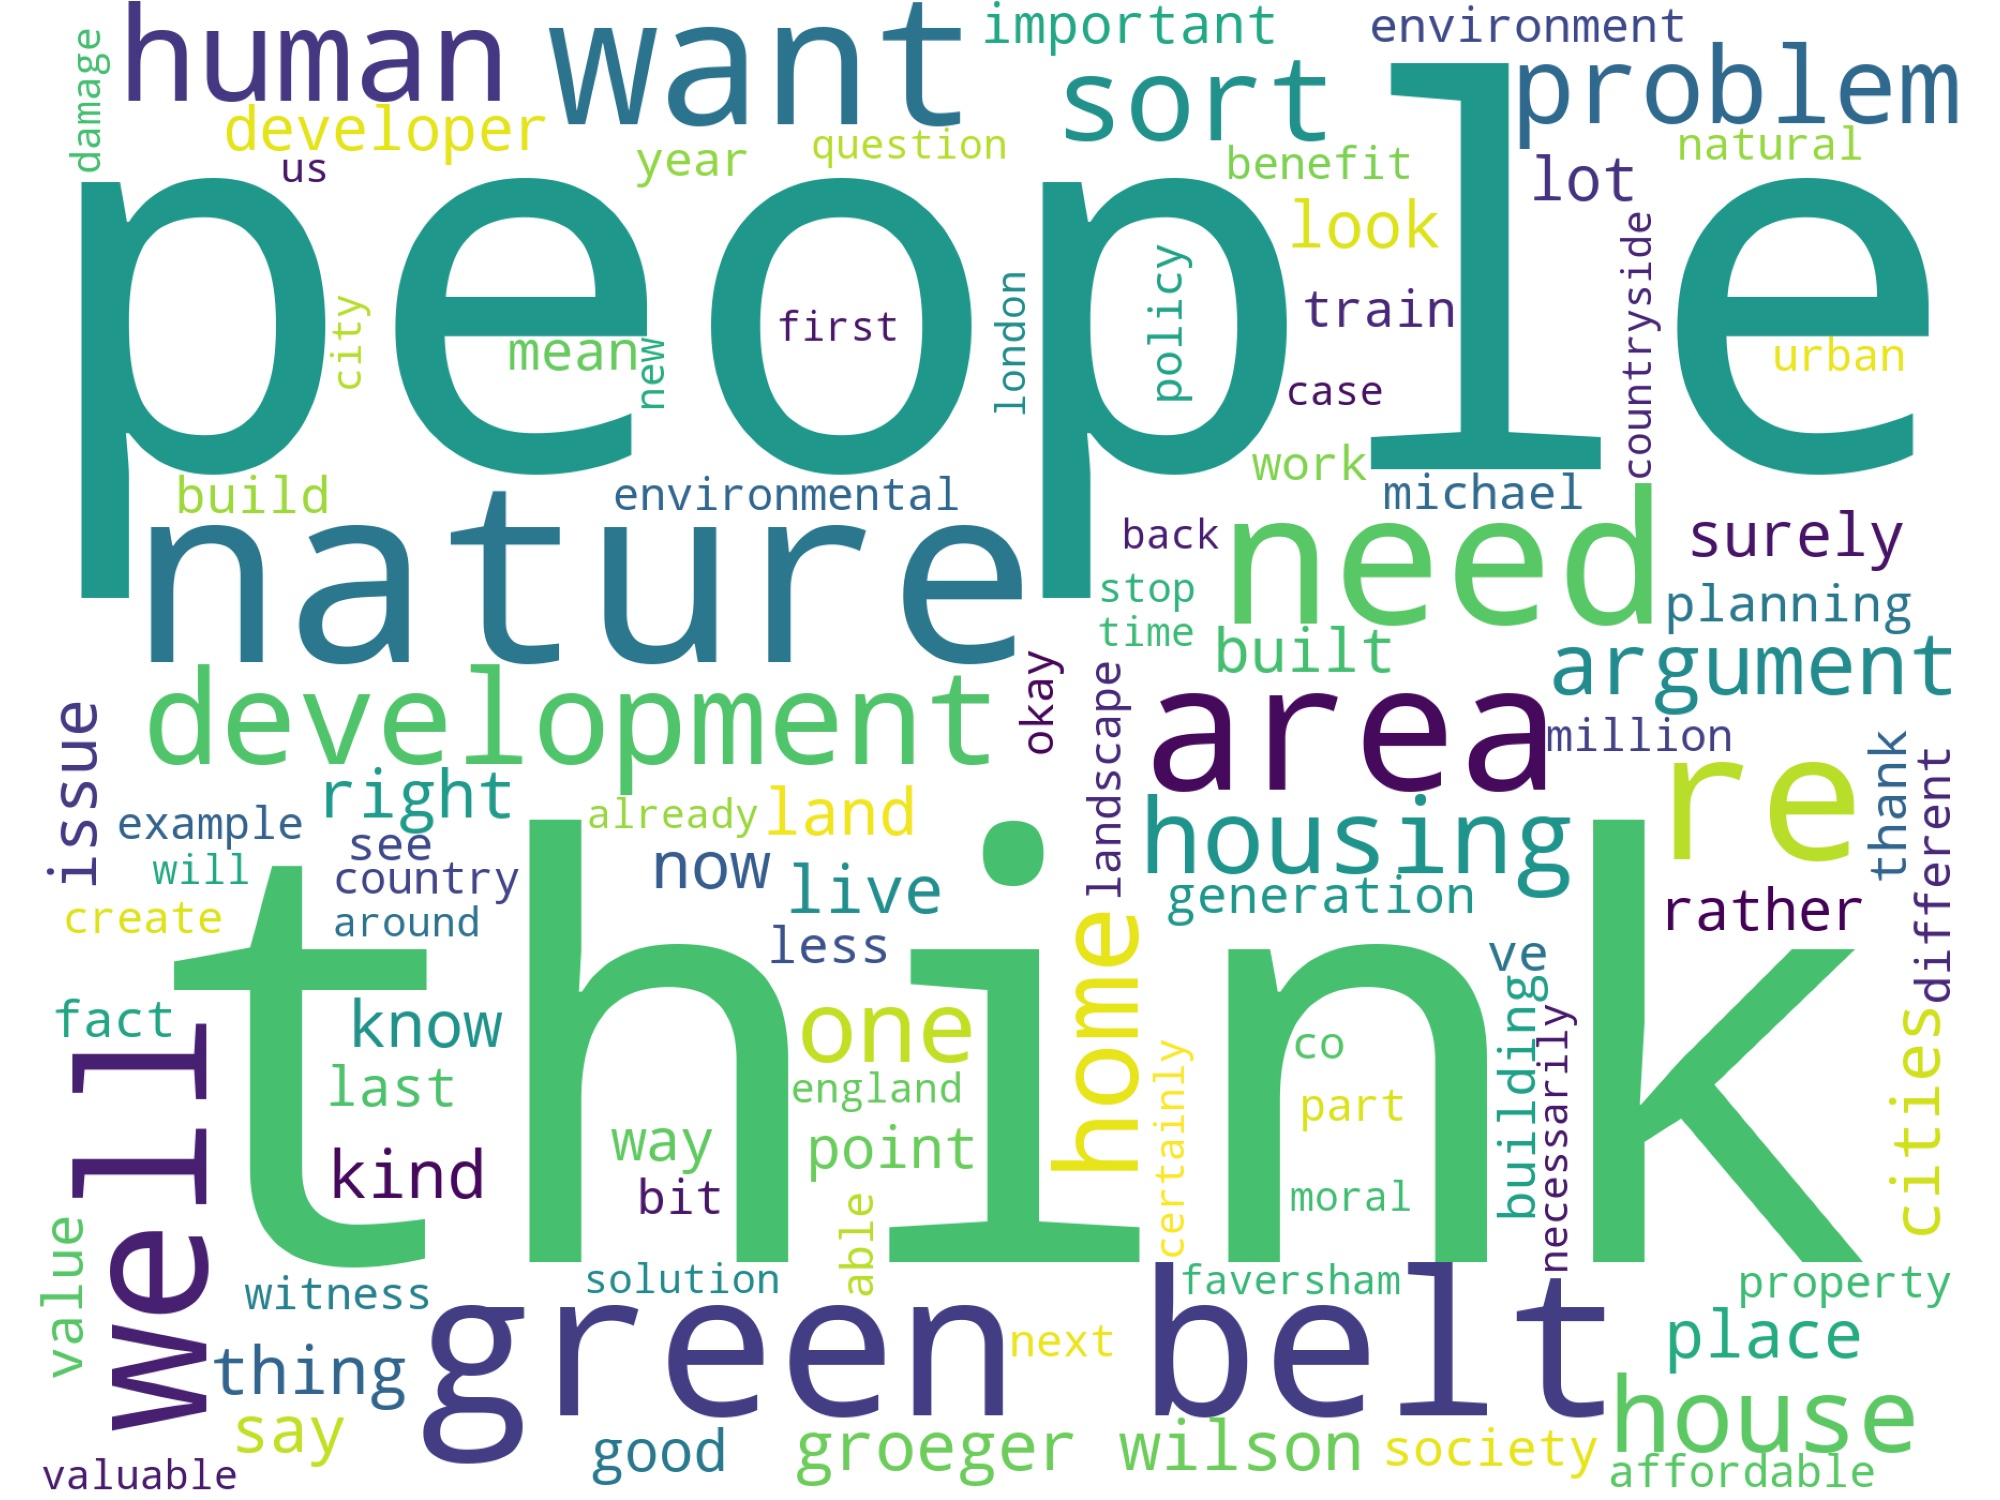 damage
human
want
important
environment
developer
us
year
question
sort
benefit
problem
natural
lot
look
people
city
mean
new
first
london
policy
train
case
countryside
urban
build
environmental
work
michael
nature
back
need
surely
stop
time
planning
built
argument
development
okay
landscape
area
million
re
thank
different
issue
example
right
see
will
country
create
around
already
land
now
live
less
housing
generation
rather
think
fact
well
know
last
kind
one
england
way
point
bit
able
home
certainly
co
part
moral
ve
building
necessarily
cities
value
witness
solution
faversham
property
thing
green belt
next
place
say
good
groeger
wilson
society
house
valuable
affordable